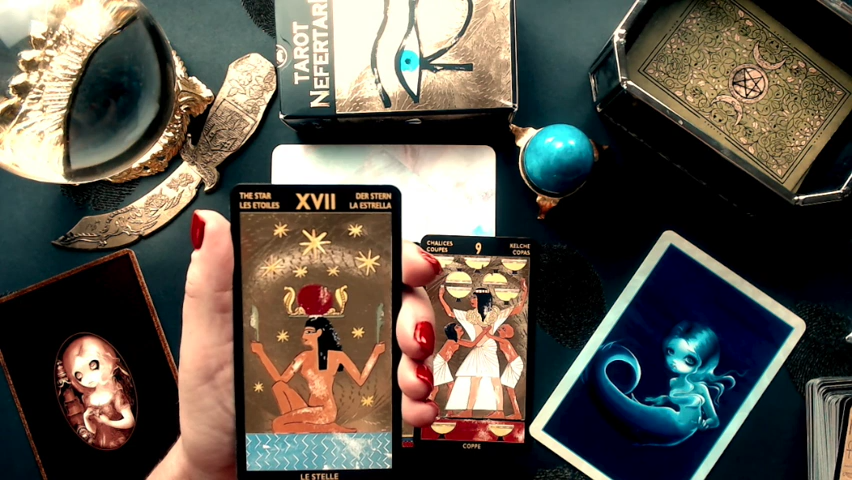 TAROT
NEFERTARI
THE STAR
LES ETOILES
XVII
DER STERN
LA ESTRELLA
LE STELLE
CHALICES
COUPES
9
KELCHE
COPAS
COPPE